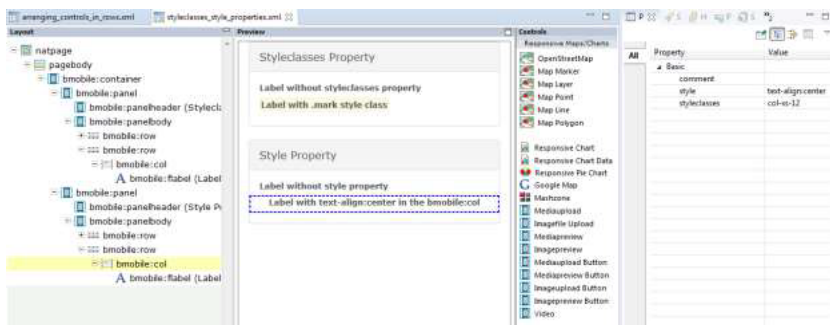 arranging_controls_in_rows.xml
styleclasses_style_properties.xml
Layout
natpage
pagebody
bmobile:container
bmobile:panel
bmobile:panelheader (Stylecla
bmobile:panelbody
bmobile:row
bmobile:row
bmobile:col
bmobile:flabel (Label
bmobile:panel
bmobile:panelheader (Style Pr
bmobile:panelbody
bmobile:row
bmobile:row
bmobile:col
bmobile:flabel (Label
Preview
Styleclasses Property
Label without styleclasses property
Label with .mark style class
Style Property
Label without style property
Label with text-align:center in the bmobile:col
Controls
Responsive Maps/Charts
OpenStreetMap
Map Marker
Map Layer
Map Point
Map Line
Map Polygon
Responsive Chart
Responsive Chart Data
Responsive Pie Chart
Google Map
Mashzone
Mediaupload
Imagefile Upload
Mediapreview
Imagepreview
Mediaupload Button
Mediapreview Button
Imageupload Button
Imagepreview Button
Video
All
Property Value
Basic
comment
style text-align:center
styleclasses col-xs-12